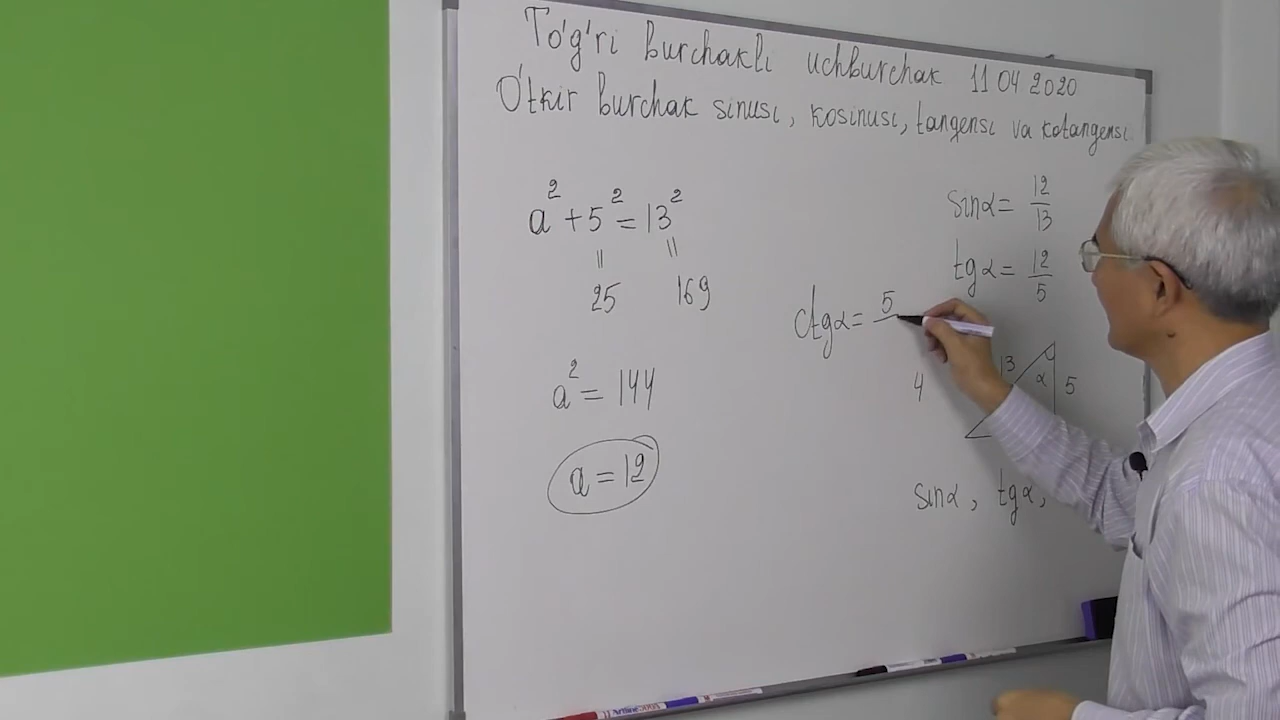 To'g'ri burchakli uchburchak 11 04 2020
O'tkir burchak sinusi, kosinusi, tangensi va kotangensi.
a² + 5² = 13²
25 169
a² = 144
a = 12
sinα = 12/13
tgα = 12/5
ctgα = 5
4
13 α 5
sinα, tgα,